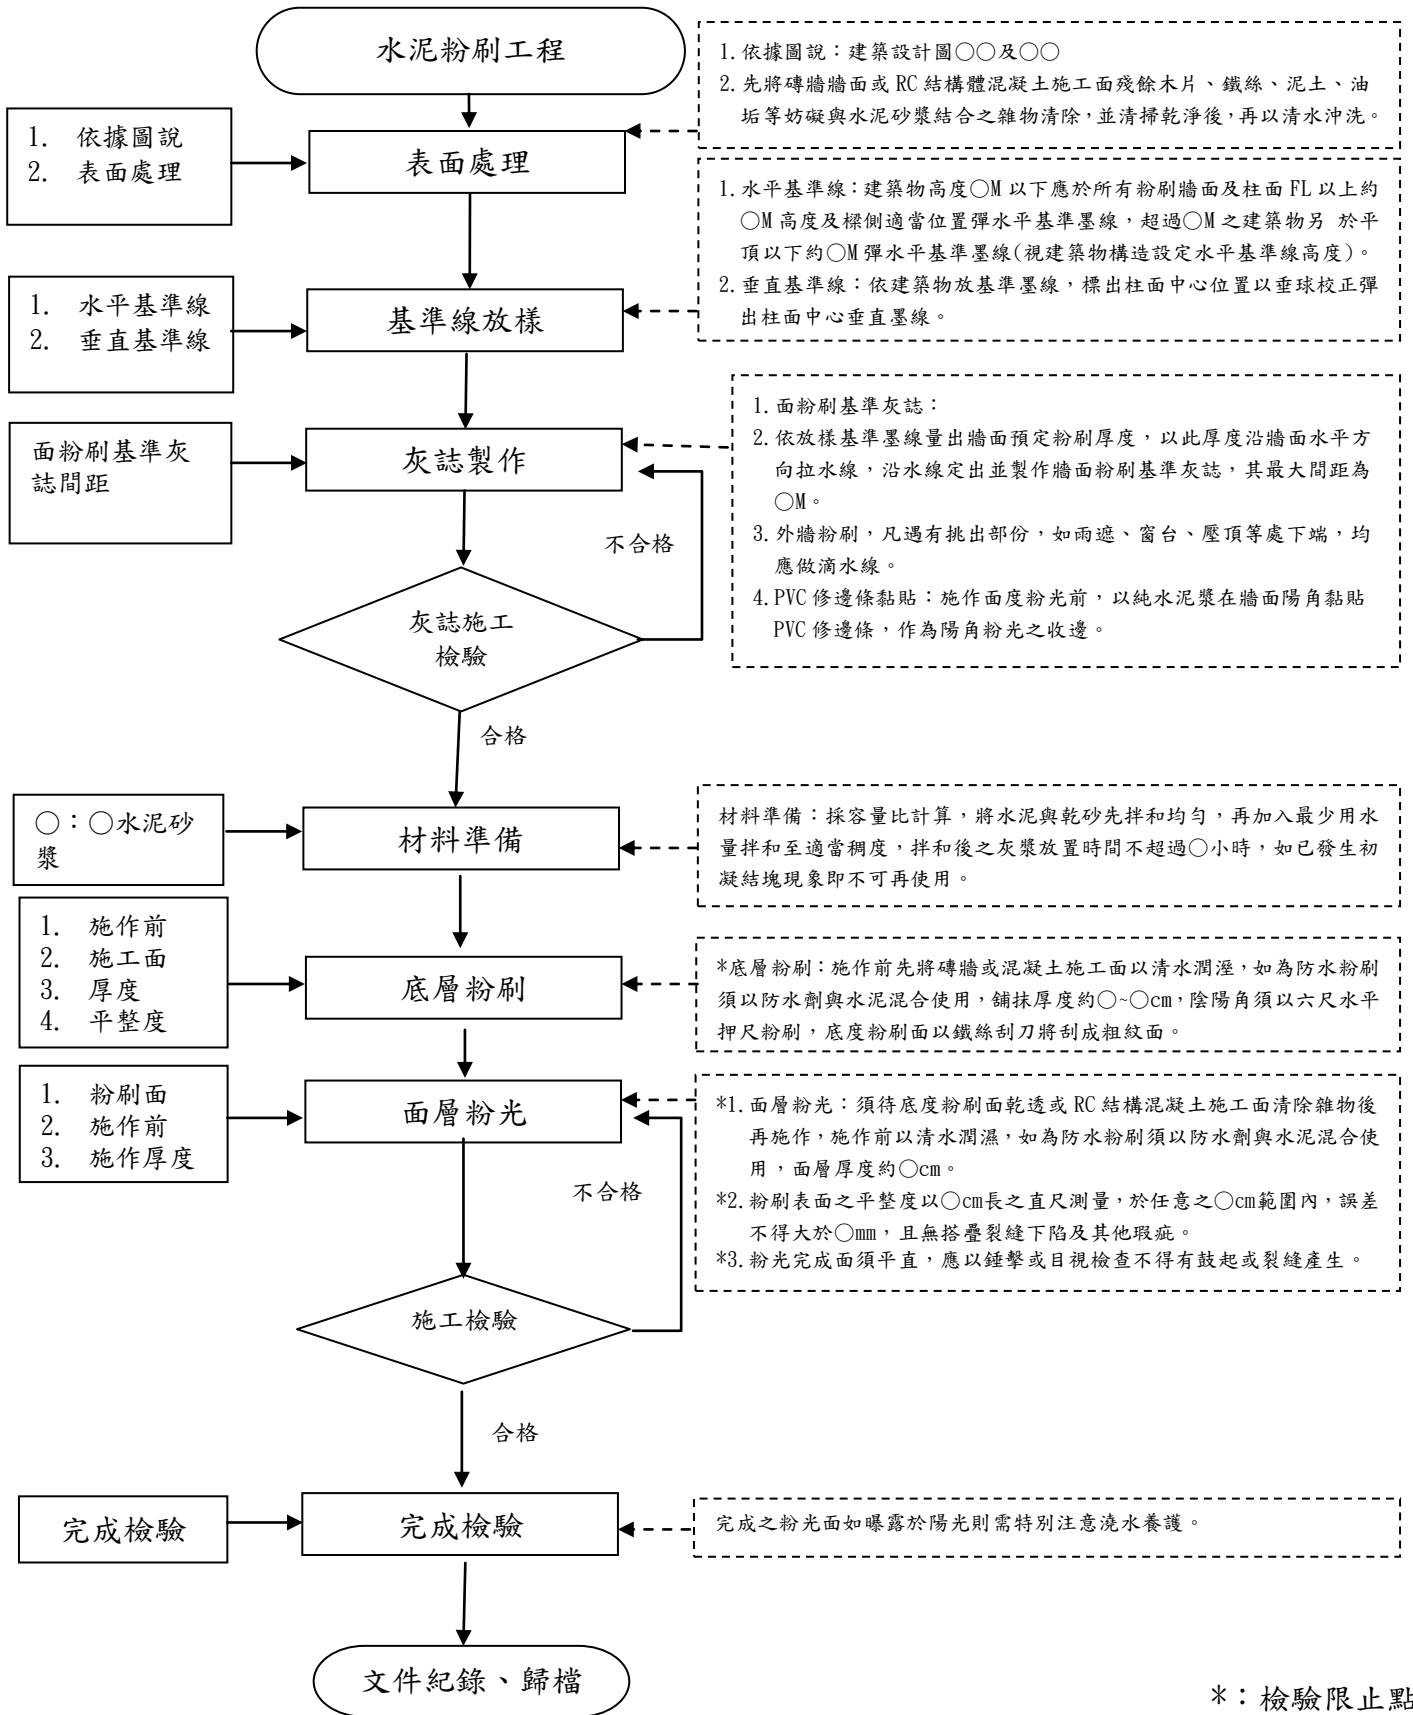 水泥粉刷工程
1.依據圖說：建築設計圖○○及○○
2.先將磚牆牆面或 RC 結構體混凝土施工面殘餘木片、鐵絲、泥土、油
垢等妨礙與水泥砂漿結合之雜物清除，並清掃乾淨後，再以清水沖洗。
1. 依據圖說
2. 表面處理
表面處理
1.水平基準線：建築物高度○M 以下應於所有粉刷牆面及柱面 FL 以上約
○M 高度及樑側適當位置彈水平基準墨線，超過○M 之建築物另 於平
頂以下約○M 彈水平基準墨線(視建築物構造設定水平基準線高度)。
2.垂直基準線：依建築物放基準墨線，標出柱面中心位置以垂球校正彈
出柱面中心垂直墨線。
1. 水平基準線
2. 垂直基準線
基準線放樣
1.面粉刷基準灰誌：
2.依放樣基準墨線量出牆面預定粉刷厚度，以此厚度沿牆面水平方
向拉水線，沿水線定出並製作牆面粉刷基準灰誌，其最大間距為
○M。
3.外牆粉刷，凡遇有挑出部份，如雨遮、窗台、壓頂等處下端，均
應做滴水線。
4.PVC 修邊條黏貼：施作面度粉光前，以純水泥漿在牆面陽角黏貼
PVC 修邊條，作為陽角粉光之收邊。
面粉刷基準灰
誌間距
灰誌製作
不合格
灰誌施工
檢驗
合格
○：○水泥砂
漿
材料準備
材料準備：採容量比計算，將水泥與乾砂先拌和均勻，再加入最少用水
量拌和至適當稠度，拌和後之灰漿放置時間不超過○小時，如已發生初
凝結塊現象即不可再使用。
1. 施作前
2. 施工面
3. 厚度
4. 平整度
底層粉刷
*底層粉刷：施作前先將磚牆或混凝土施工面以清水潤溼，如為防水粉刷
須以防水劑與水泥混合使用，舖抹厚度約○~○cm，陰陽角須以六尺水平
押尺粉刷，底度粉刷面以鐵絲刮刀將刮成粗紋面。
1. 粉刷面
2. 施作前
3. 施作厚度
面層粉光
*1.面層粉光：須待底度粉刷面乾透或 RC 結構混凝土施工面清除雜物後
再施作，施作前以清水潤濕，如為防水粉刷須以防水劑與水泥混合使
用，面層厚度約○cm。
*2.粉刷表面之平整度以○cm長之直尺測量，於任意之○cm範圍內，誤差
不得大於○mm，且無搭疊裂縫下陷及其他瑕疵。
*3.粉光完成面須平直，應以錘擊或目視檢查不得有鼓起或裂縫產生。
不合格
施工檢驗
合格
完成檢驗
完成檢驗
完成之粉光面如曝露於陽光則需特別注意澆水養護。
文件紀錄、歸檔
*：檢驗限止點